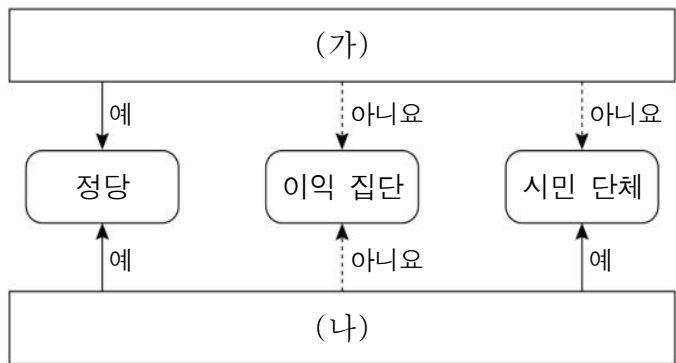 (가)
예 아니요 아니요
정당 이익 집단 시민 단체
예 아니요 예
(나)